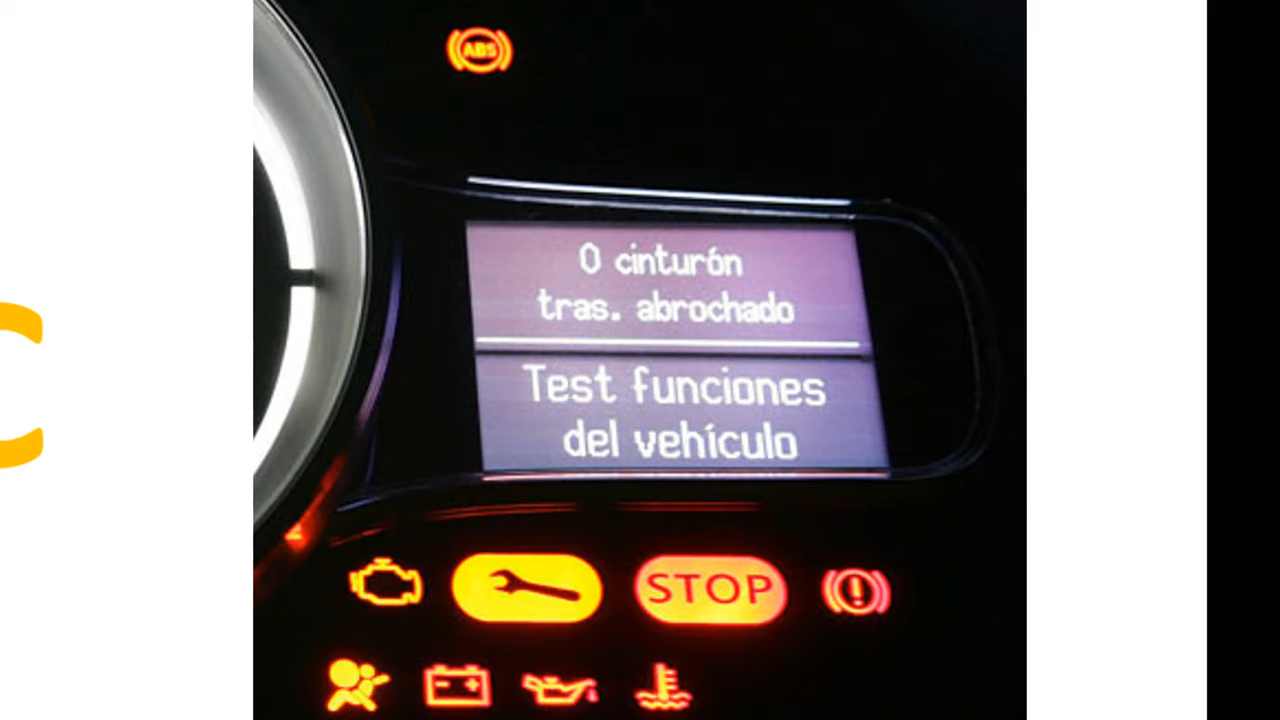 ABS
0 cinturón
tras. abrochado
Test funciones
del vehículo
STOP